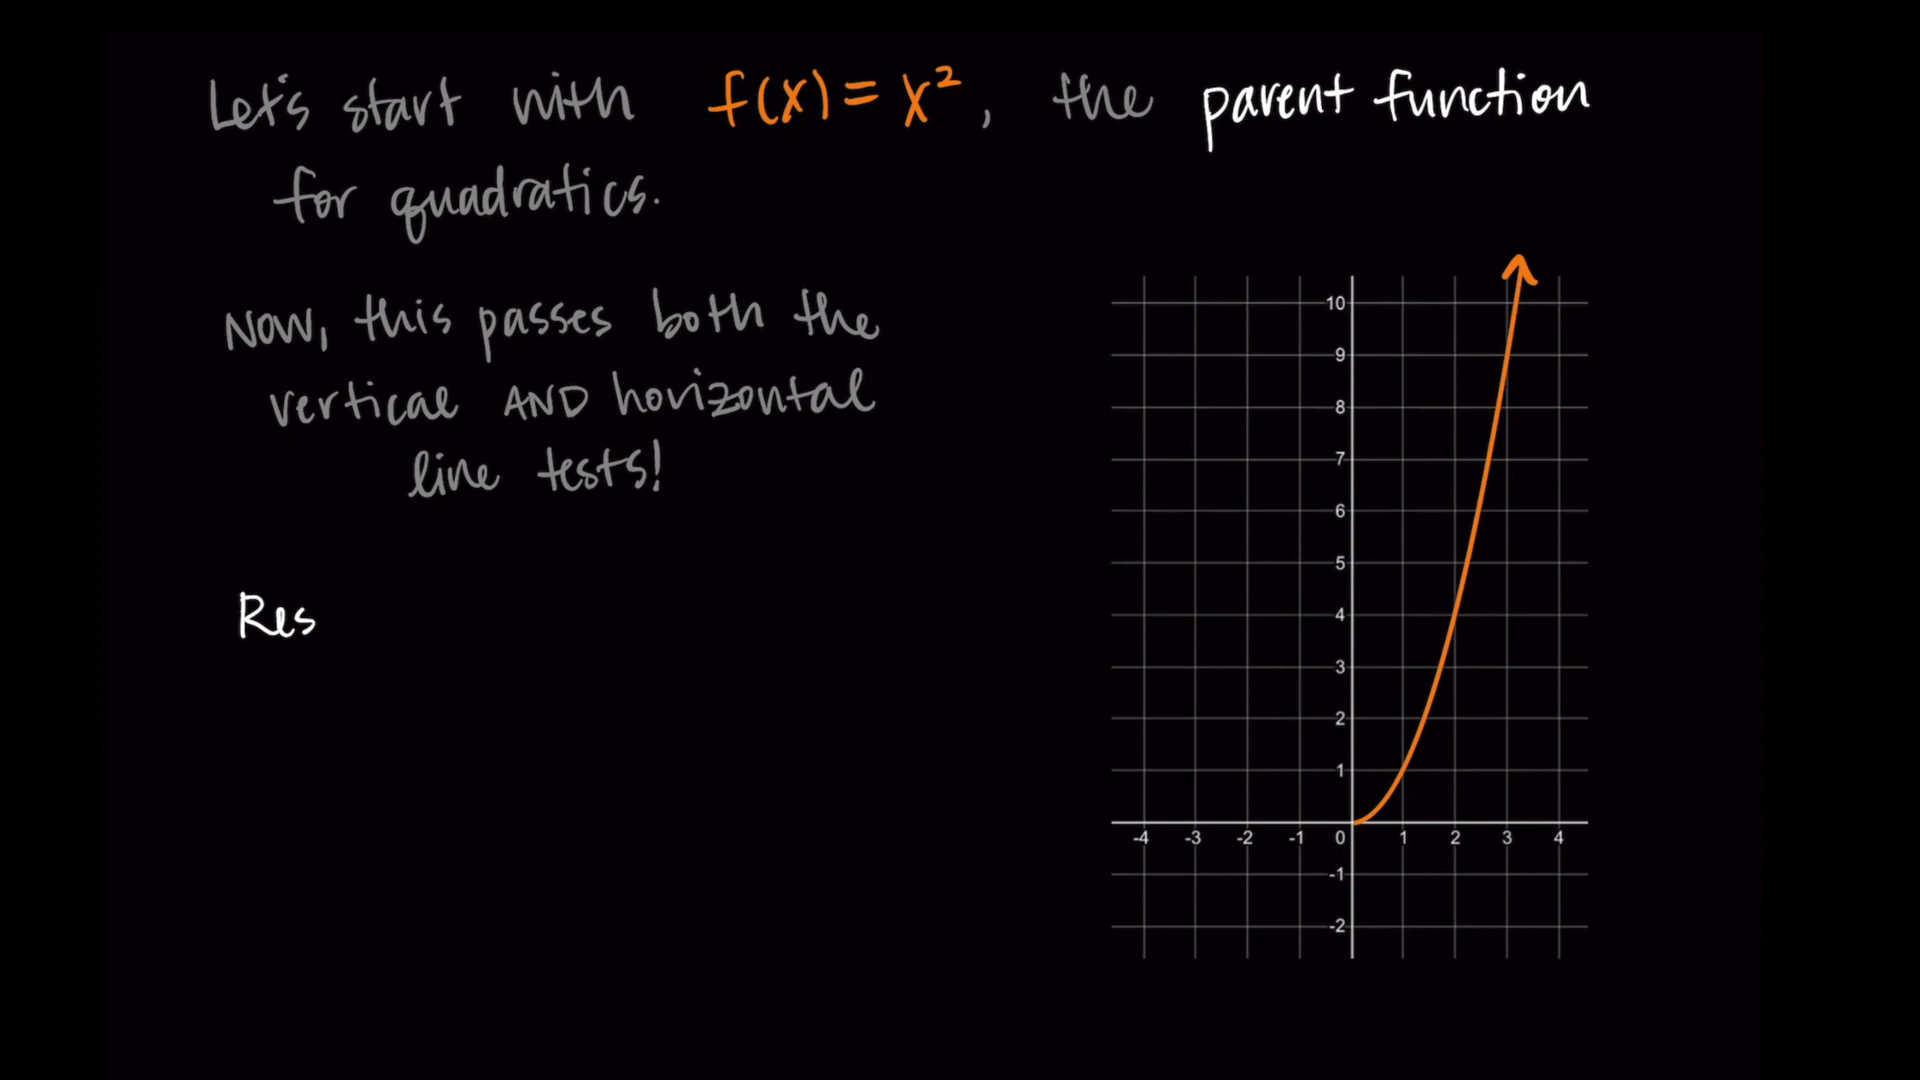 Let's start with f(x) = x², the parent function
for quadratics.
Now, this passes both the
vertical AND horizontal
line tests!
Res
10
9
8
7
6
5
4
3
2
1
-4 -3 -2 -1 0 1 2 3 4
-1
-2